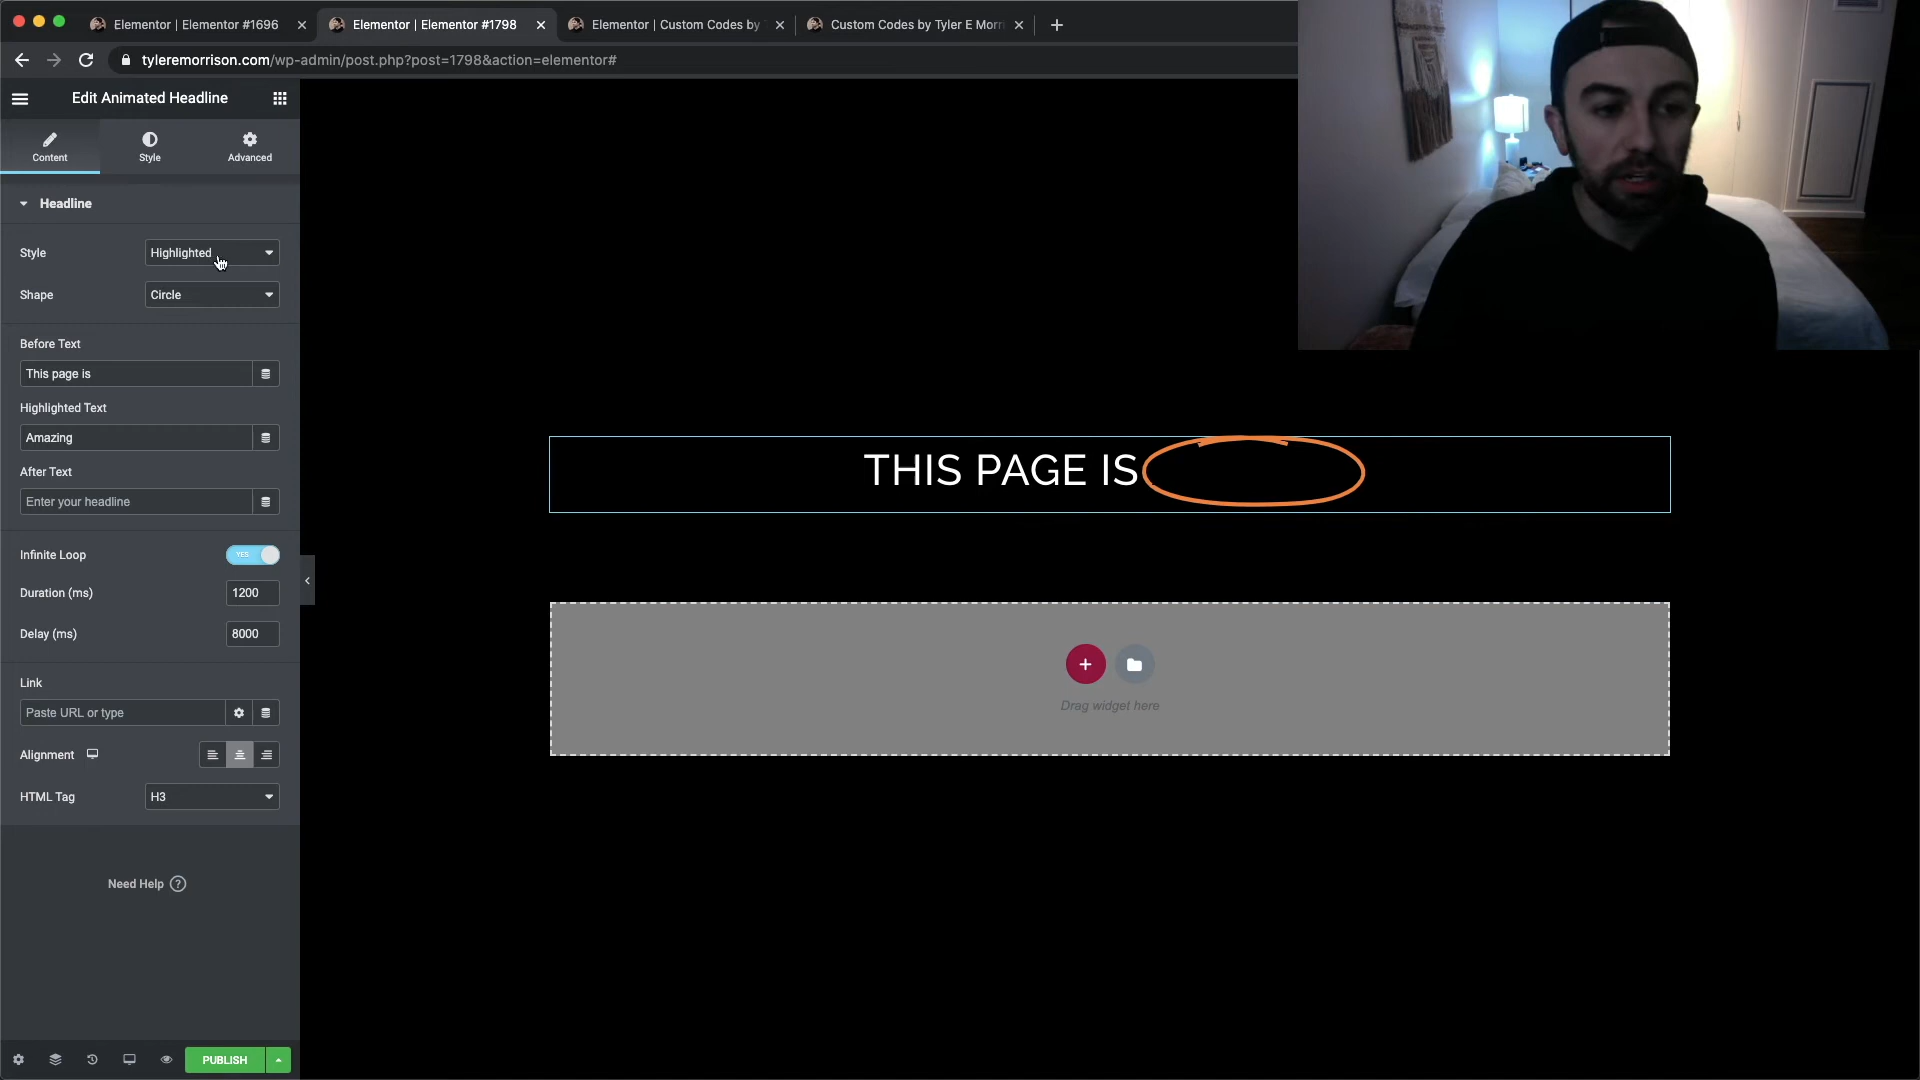 Elementor | Elementor #1696
Elementor | Elementor #1798
Elementor | Custom Codes by
Custom Codes by Tyler E Morri
tyleremorrison.com/wp-admin/post.php?post=1798&action=elementor#
Edit Animated Headline
Content
Style
Advanced
Headline
Style
Highlighted
Shape
Circle
Before Text
This page is
Highlighted Text
Amazing
After Text
Enter your headline
Infinite Loop
YES
Duration (ms)
1200
Delay (ms)
8000
Link
Paste URL or type
Alignment
HTML Tag
H3
Need Help ?
PUBLISH
THIS PAGE IS
Drag widget here